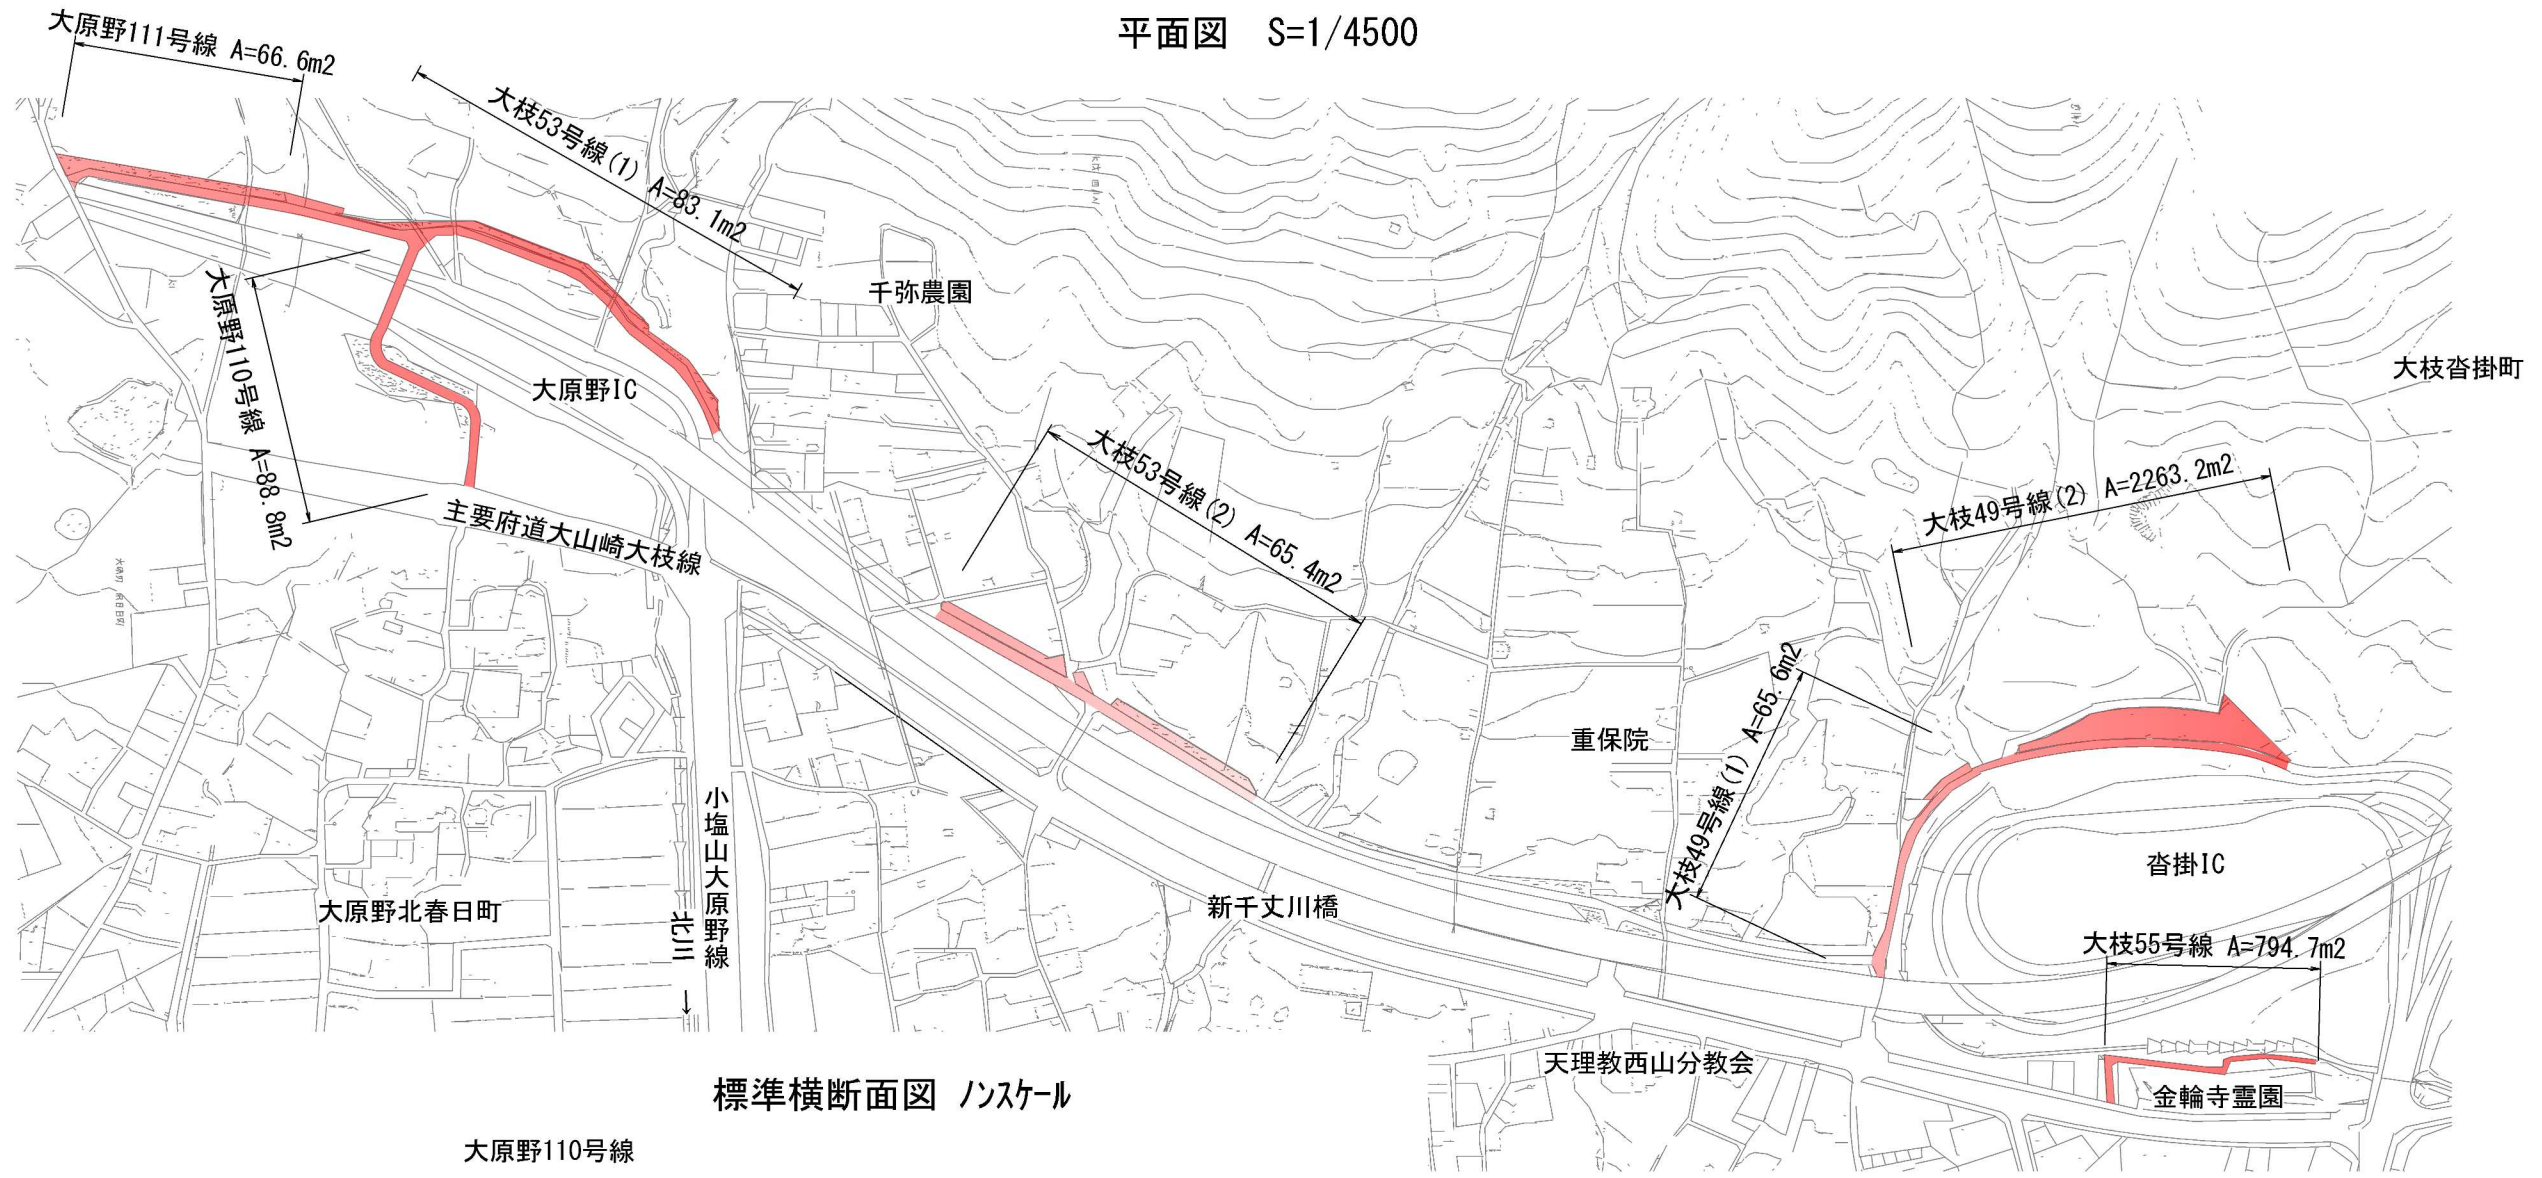 平面図　S=1/4500
大原野111号線 A=66.6m2
大枝53号線(1) A=83.1m2
千弥農園
大原野110号線 A=88.8m2
大原野IC
大枝沓掛町
大枝53号線(2) A=65.4m2
大枝49号線(2) A=2263.2m2
主要府道大山崎大枝線
大枝49号線(1) A=65.6m2
重保院
沓掛IC
小塩山大原野線
北川
↓
大原野北春日町
新千丈川橋
大枝55号線 A=794.7m2
天理教西山分教会
金輪寺霊園
標準横断面図 ノンスケール
大原野110号線